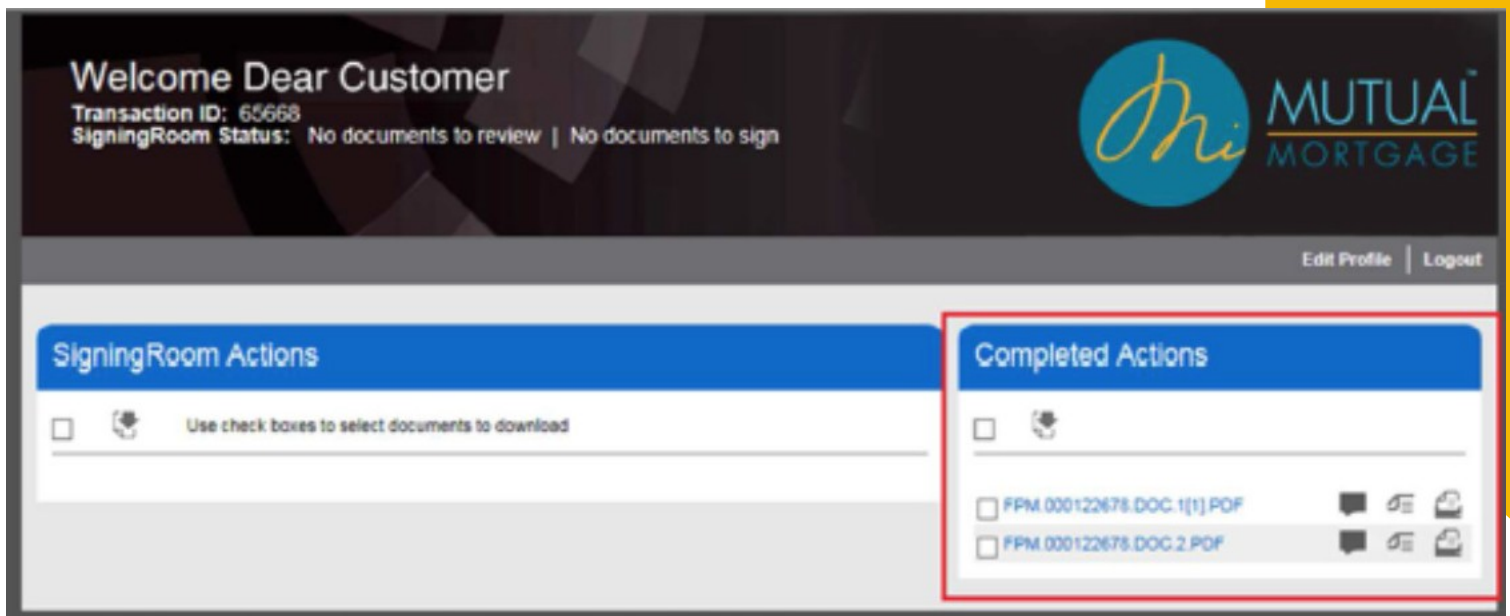 Welcome Dear Customer
Transaction ID: 65668
SigningRoom Status: No documents to review | No documents to sign
mi
MUTUAL™
MORTGAGE
Edit Profile | Logout
SigningRoom Actions
Use check boxes to select documents to download
Completed Actions
FPM.000122678.DOC.1[1].PDF
FPM.000122678.DOC.2.PDF